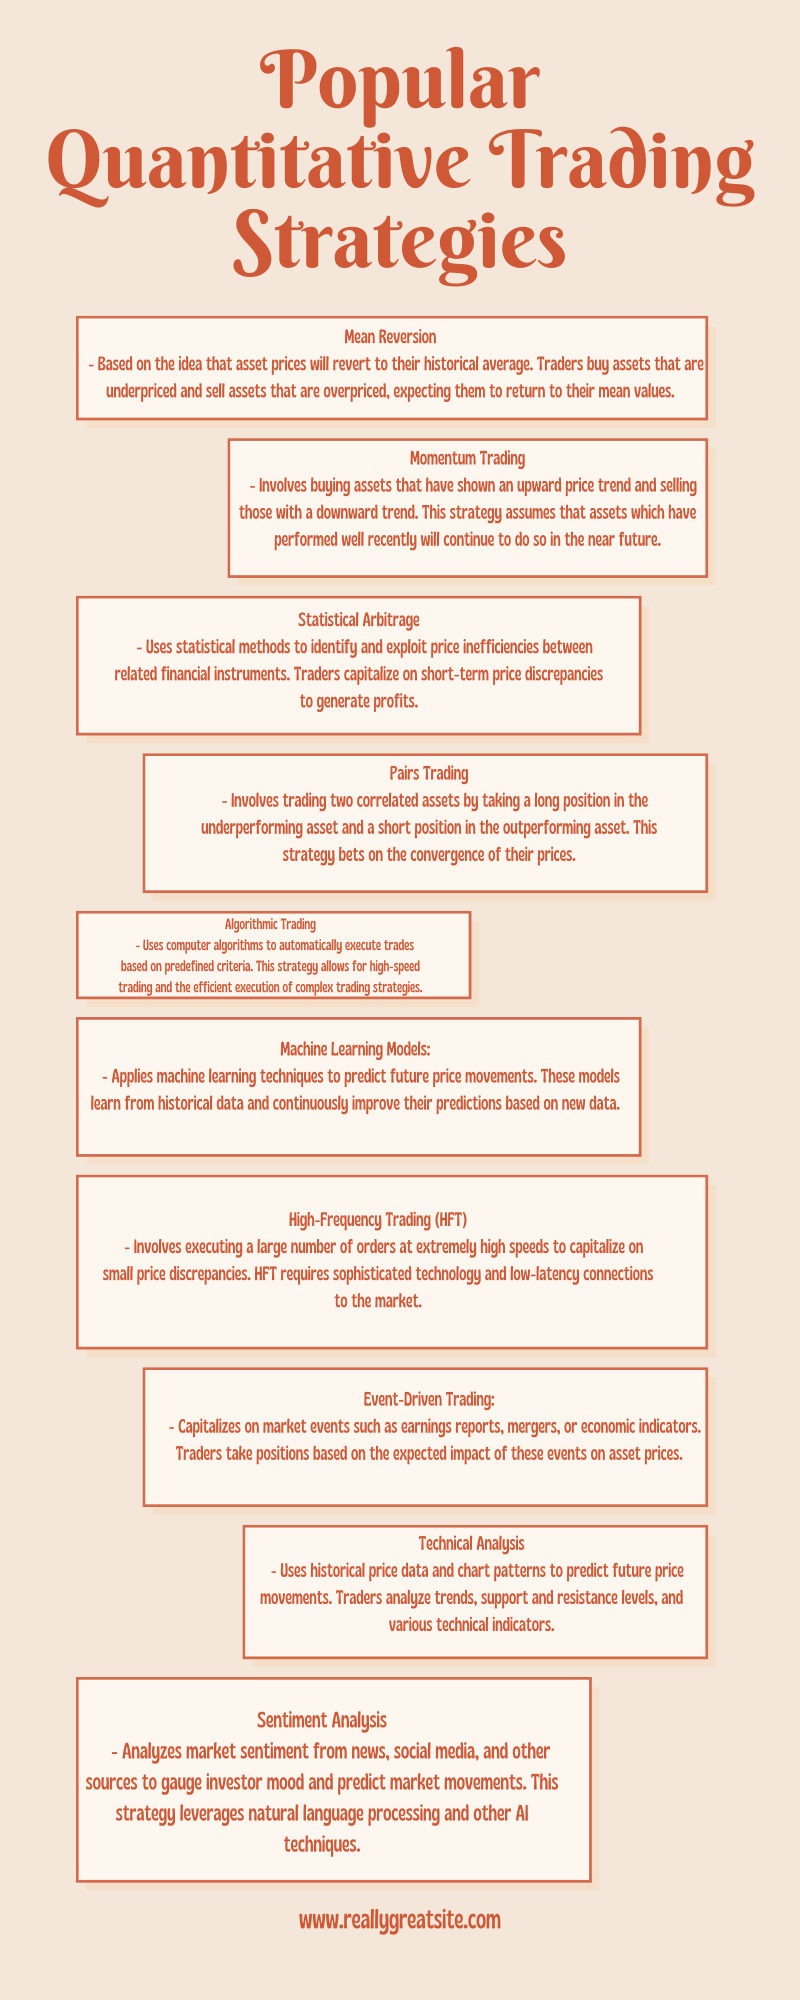 Popular
Quantitative Trading
Strategies
Mean Reversion
- Based on the idea that asset prices will revert to their historical average. Traders buy assets that are
underpriced and sell assets that are overpriced, expecting them to return to their mean values.
Momentum Trading
- Involves buying assets that have shown an upward price trend and selling
those with a downward trend. This strategy assumes that assets which have
performed well recently will continue to do so in the near future.
Statistical Arbitrage
- Uses statistical methods to identify and exploit price inefficiencies between
related financial instruments. Traders capitalize on short-term price discrepancies
to generate profits.
Pairs Trading
- Involves trading two correlated assets by taking a long position in the
underperforming asset and a short position in the outperforming asset. This
strategy bets on the convergence of their prices.
Algorithmic Trading
- Uses computer algorithms to automatically execute trades
based on predefined criteria. This strategy allows for high-speed
trading and the efficient execution of complex trading strategies.
Machine Learning Models:
- Applies machine learning techniques to predict future price movements. These models
learn from historical data and continuously improve their predictions based on new data.
High-Frequency Trading (HFT)
- Involves executing a large number of orders at extremely high speeds to capitalize on
small price discrepancies. HFT requires sophisticated technology and low-latency connections
to the market.
Event-Driven Trading:
- Capitalizes on market events such as earnings reports, mergers, or economic indicators.
Traders take positions based on the expected impact of these events on asset prices.
Technical Analysis
- Uses historical price data and chart patterns to predict future price
movements. Traders analyze trends, support and resistance levels, and
various technical indicators.
Sentiment Analysis
- Analyzes market sentiment from news, social media, and other
sources to gauge investor mood and predict market movements. This
strategy leverages natural language processing and other AI
techniques.
www.reallygreatsite.com